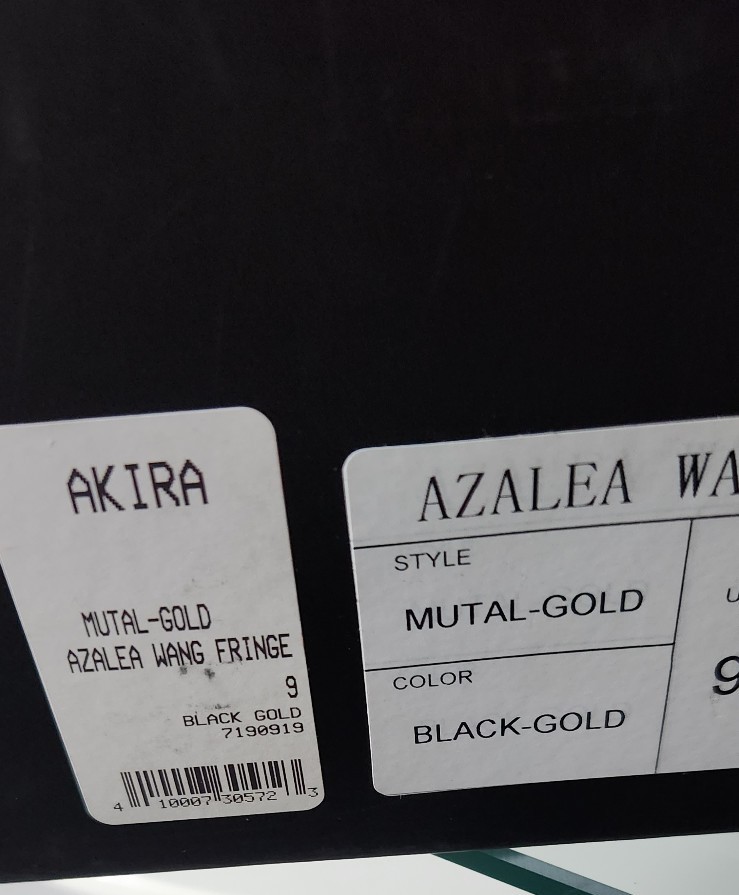 AKIRA
MUTAL-GOLD
AZALEA WANG FRINGE
9
BLACK GOLD
7190919
4 10007 30572 3
AZALEA WA
STYLE
MUTAL-GOLD
COLOR
BLACK-GOLD
U
9